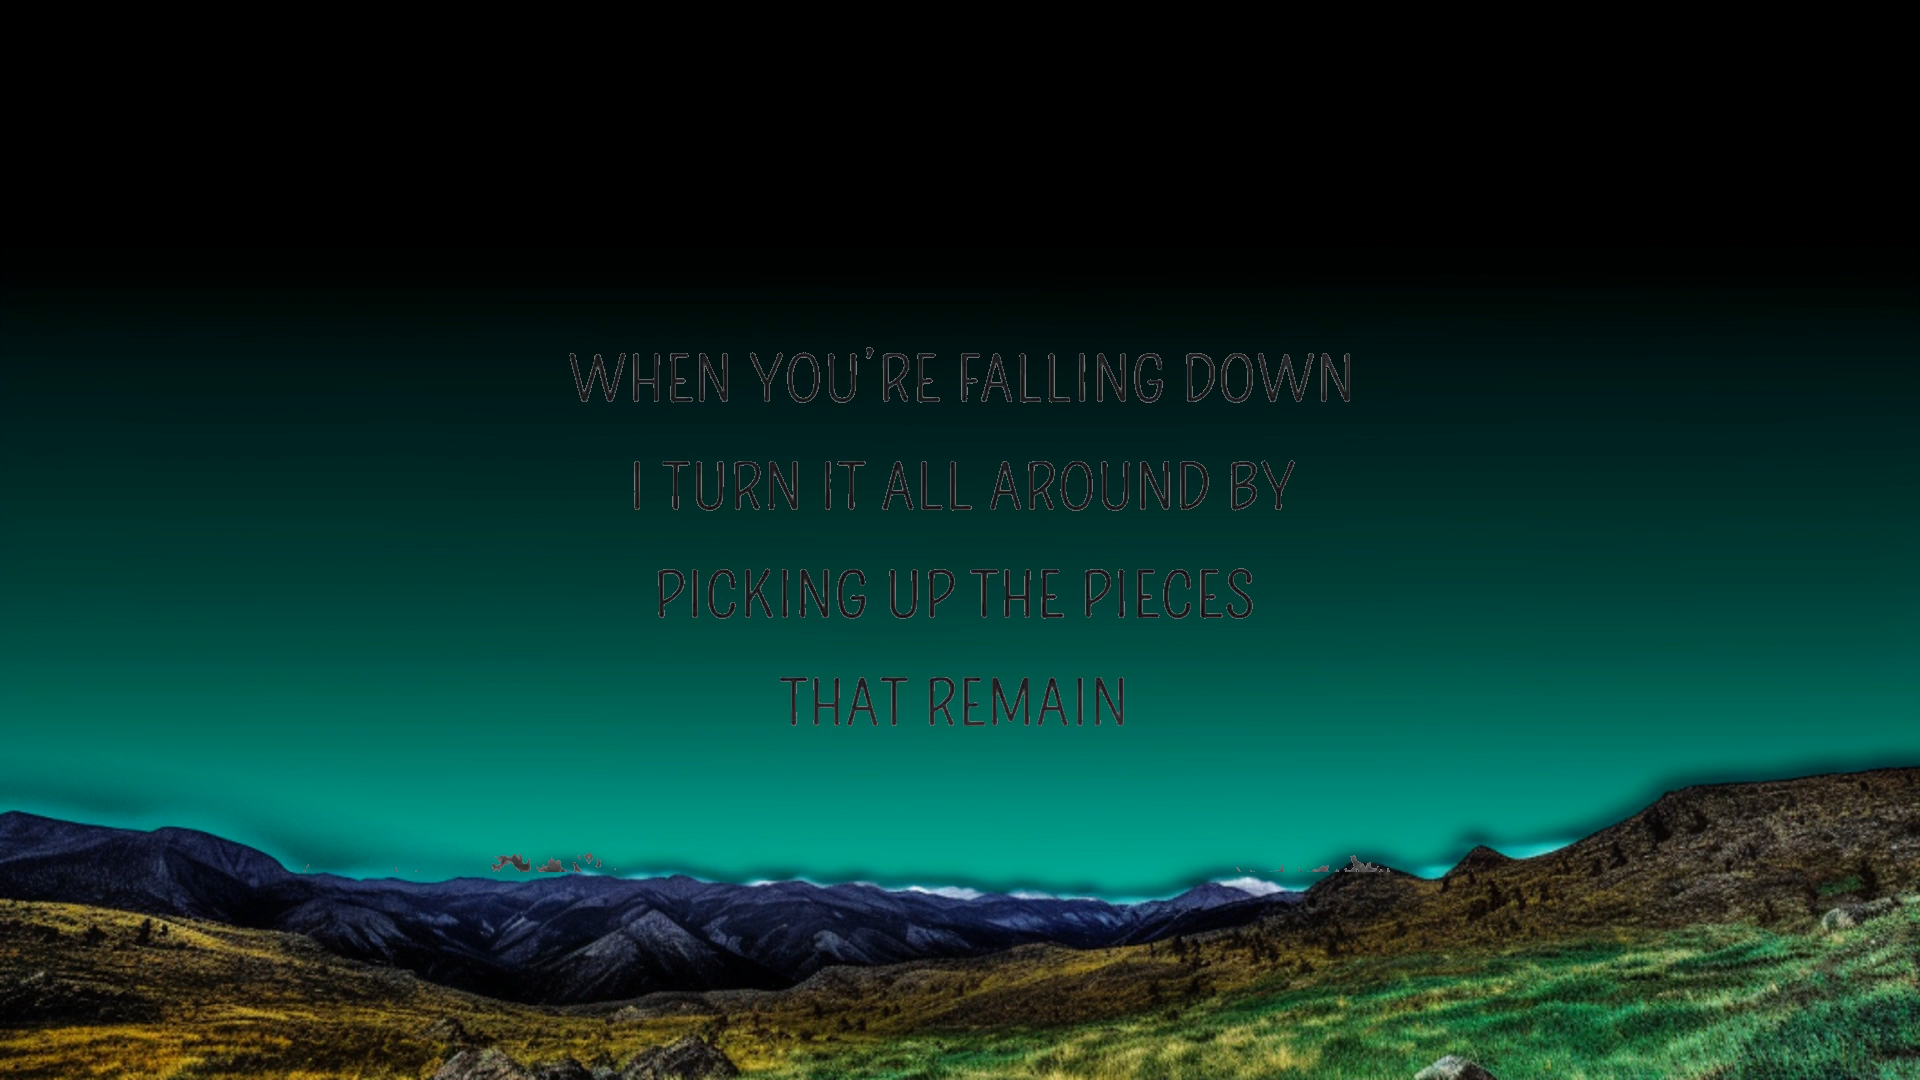 WHEN YOU’RE FALLING DOWN
I TURN IT ALL AROUND BY
PICKING UP THE PIECES
THAT REMAIN